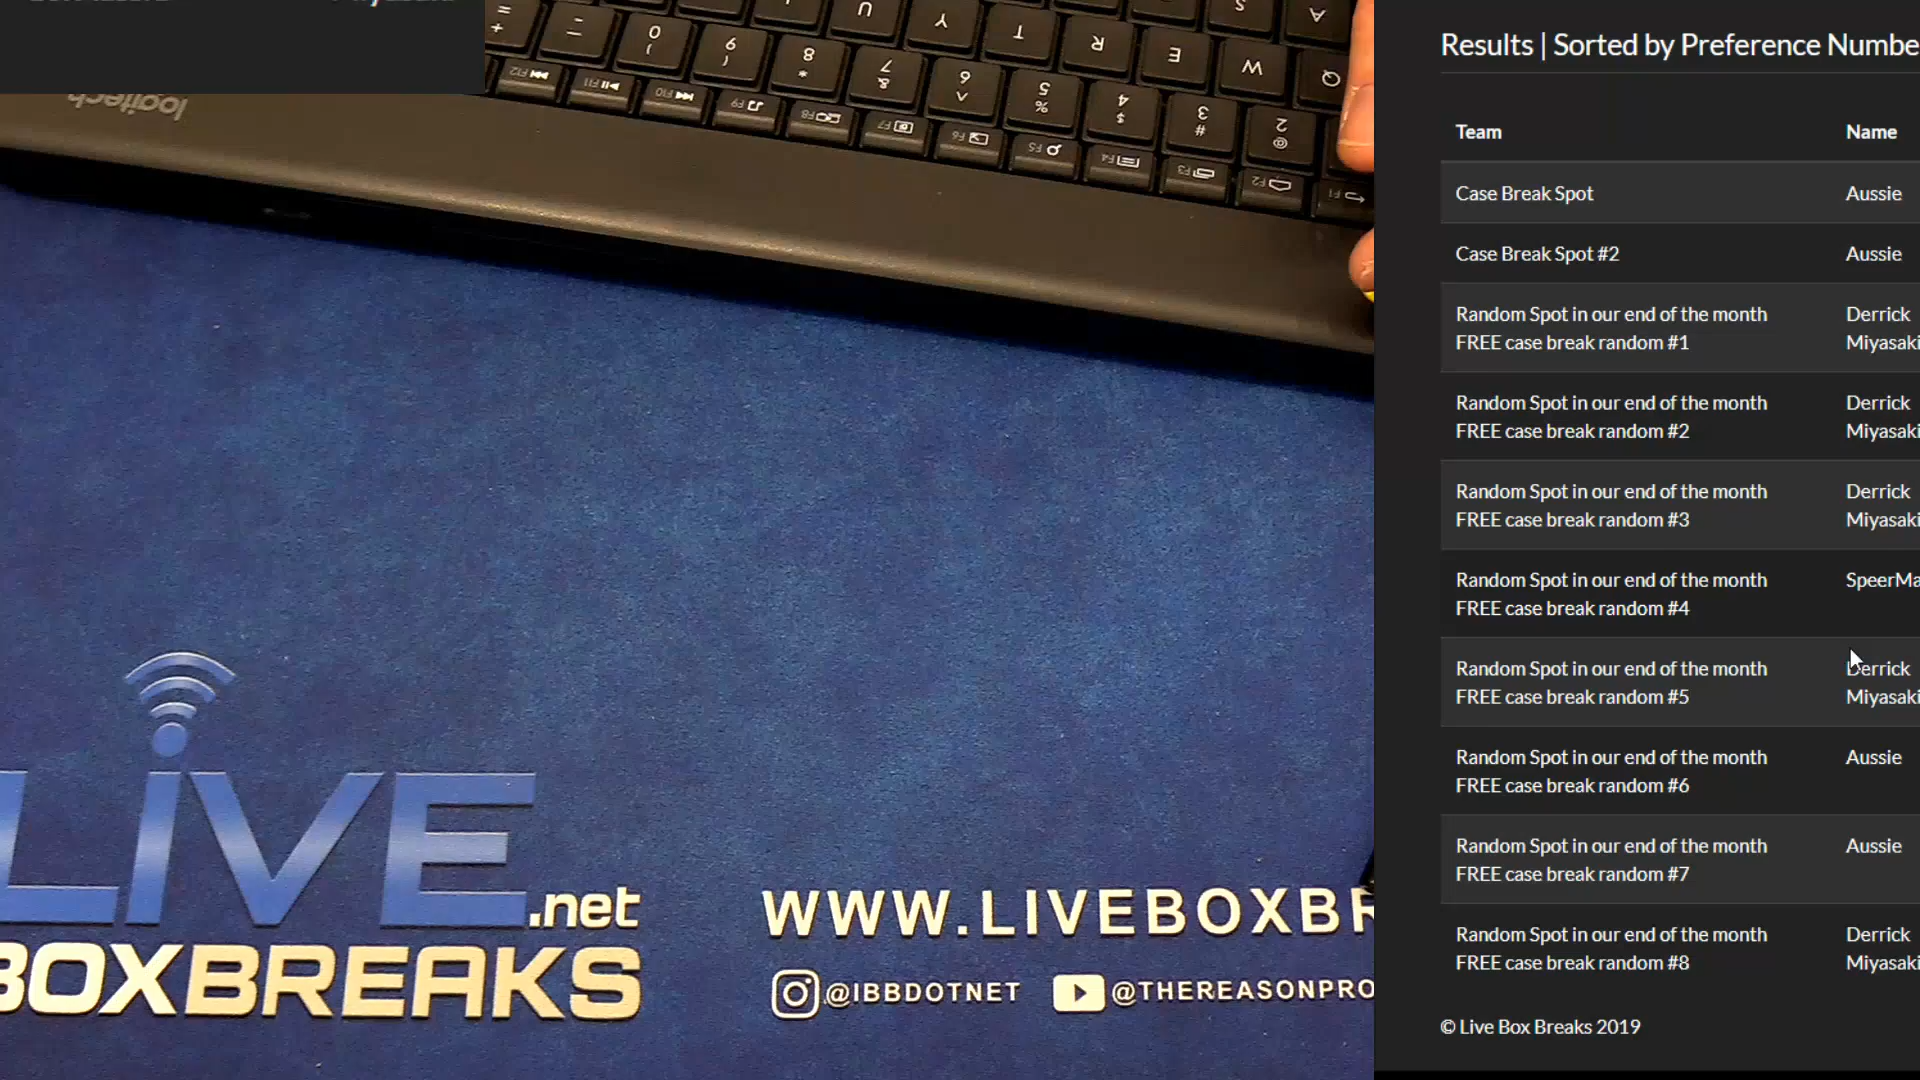 logitech
Results | Sorted by Preference Numbe
Team Name
Case Break Spot Aussie
Case Break Spot #2 Aussie
Random Spot in our end of the month Derrick
FREE case break random #1 Miyasaki
Random Spot in our end of the month Derrick
FREE case break random #2 Miyasaki
Random Spot in our end of the month Derrick
FREE case break random #3 Miyasaki
Random Spot in our end of the month SpeerMa
FREE case break random #4
Random Spot in our end of the month Derrick
FREE case break random #5 Miyasaki
Random Spot in our end of the month Aussie
FREE case break random #6
Random Spot in our end of the month Aussie
FREE case break random #7
Random Spot in our end of the month Derrick
FREE case break random #8 Miyasaki
© Live Box Breaks 2019
LiVE
.net
BOXBREAKS
WWW.LIVEBOXBR
@IBBDOTNET @THEREASONPRO